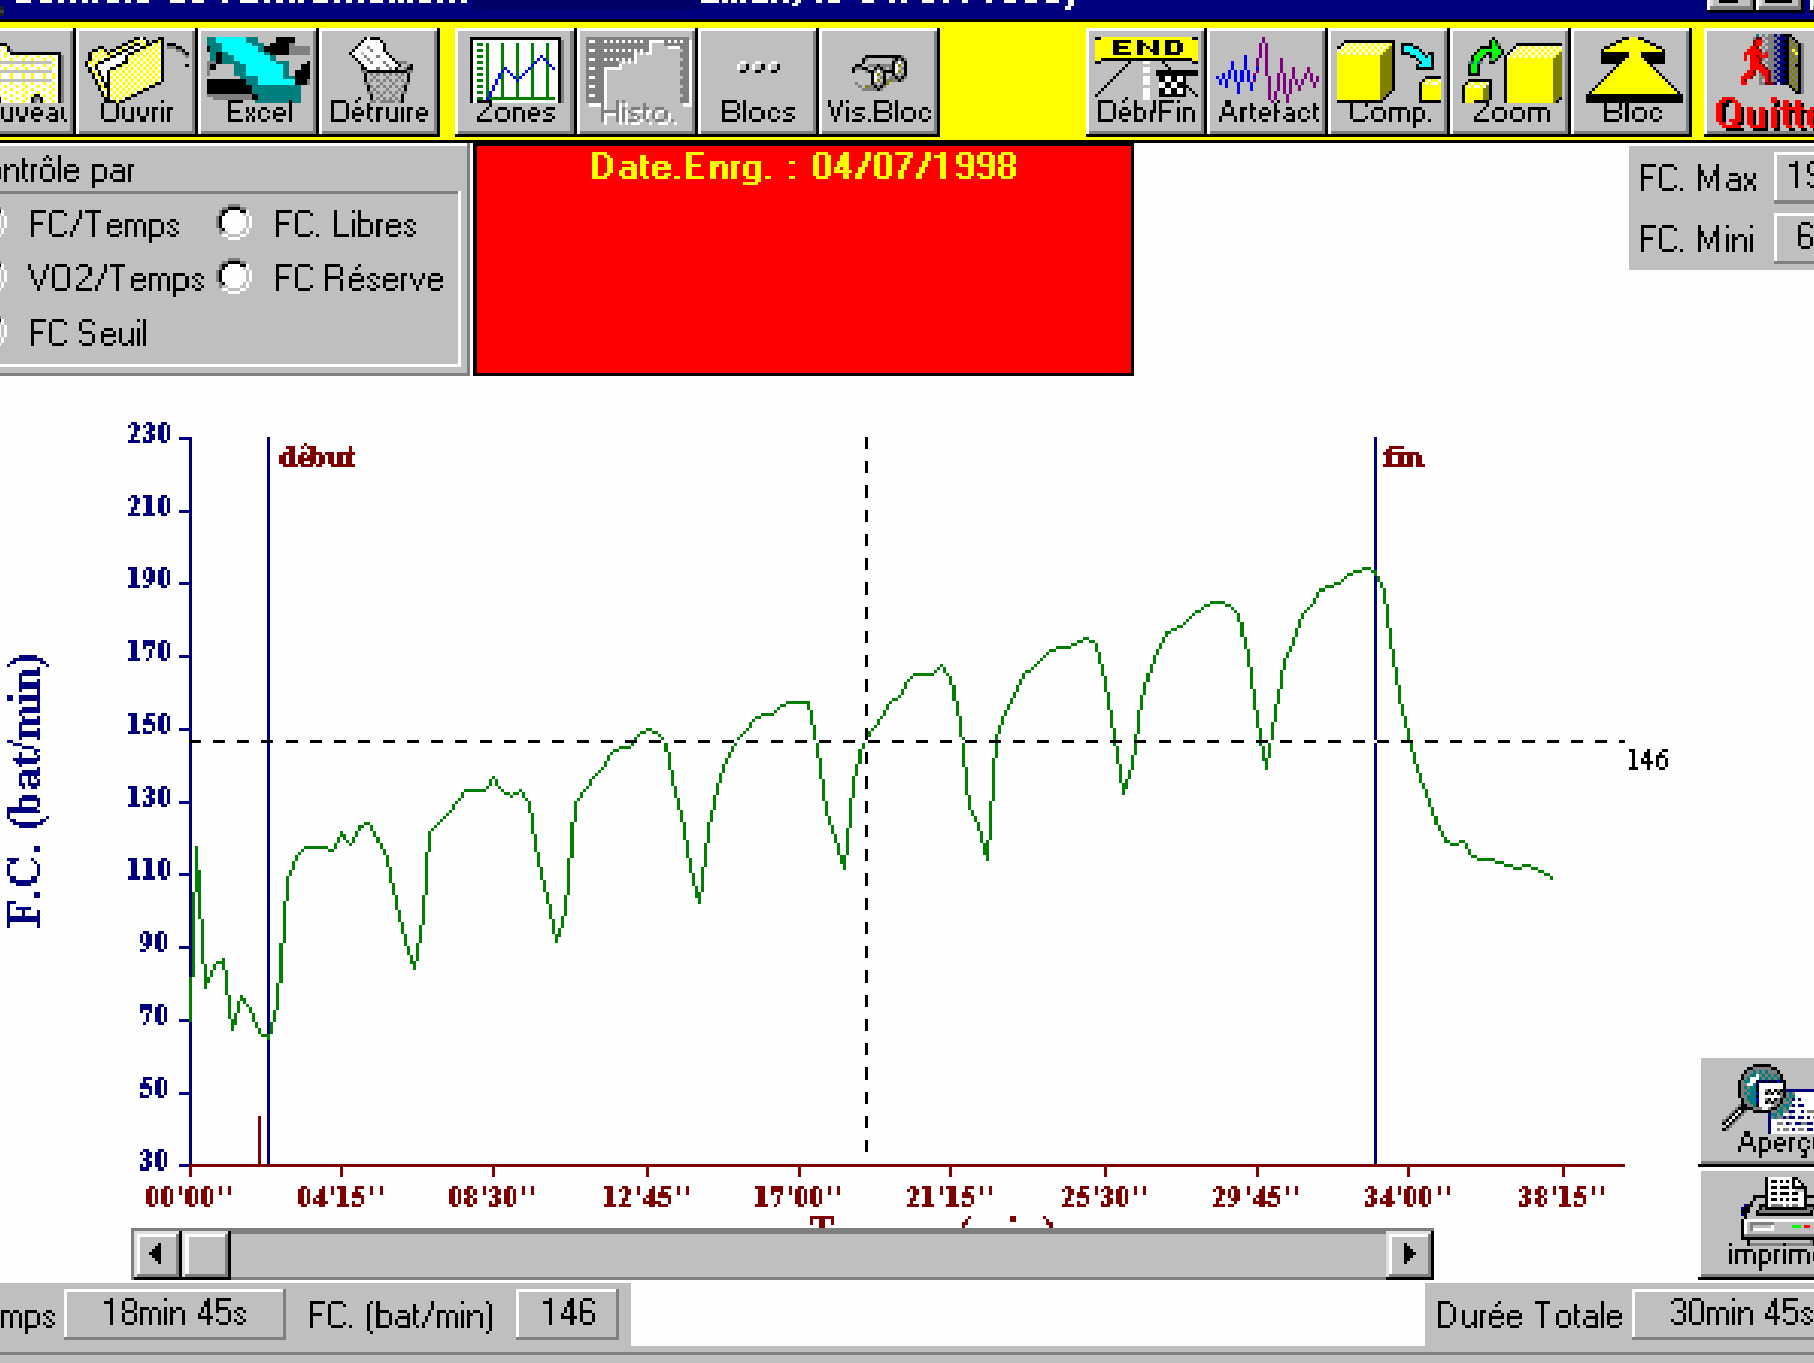 Ouvrir Excel Détruire Zones Histo. Blocs Vis.Bloc END Déb/Fin Artefact Comp. Zoom Bloc
Date.Enrg. : 04/07/1998
par
FC/Temps FC. Libres
VO2/Temps FC Réserve
FC Seuil
FC. Max
FC. Mini
230
début
fin
210
190
170
150
146
130
110
90
70
50
30
F.C. (bat/min)
00'00'' 04'15'' 08'30'' 12'45'' 17'00'' 21'15'' 25'30'' 29'45'' 34'00'' 38'15''
18min 45s FC. (bat/min) 146
Durée Totale 30min 45s